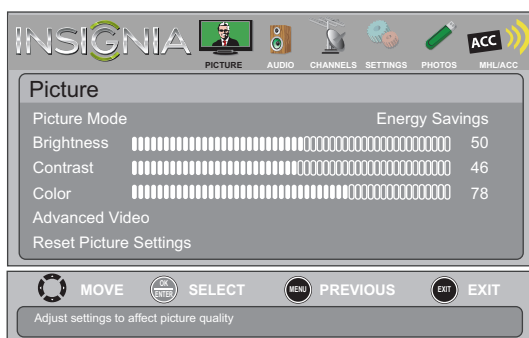 INSIGNIA
PICTURE AUDIO CHANNELS SETTINGS PHOTOS MHL/ACC
ACC
Picture
Picture Mode Energy Savings
Brightness 50
Contrast 46
Color 78
Advanced Video
Reset Picture Settings
MOVE OK ENTER SELECT MENU PREVIOUS EXIT EXIT
Adjust settings to affect picture quality